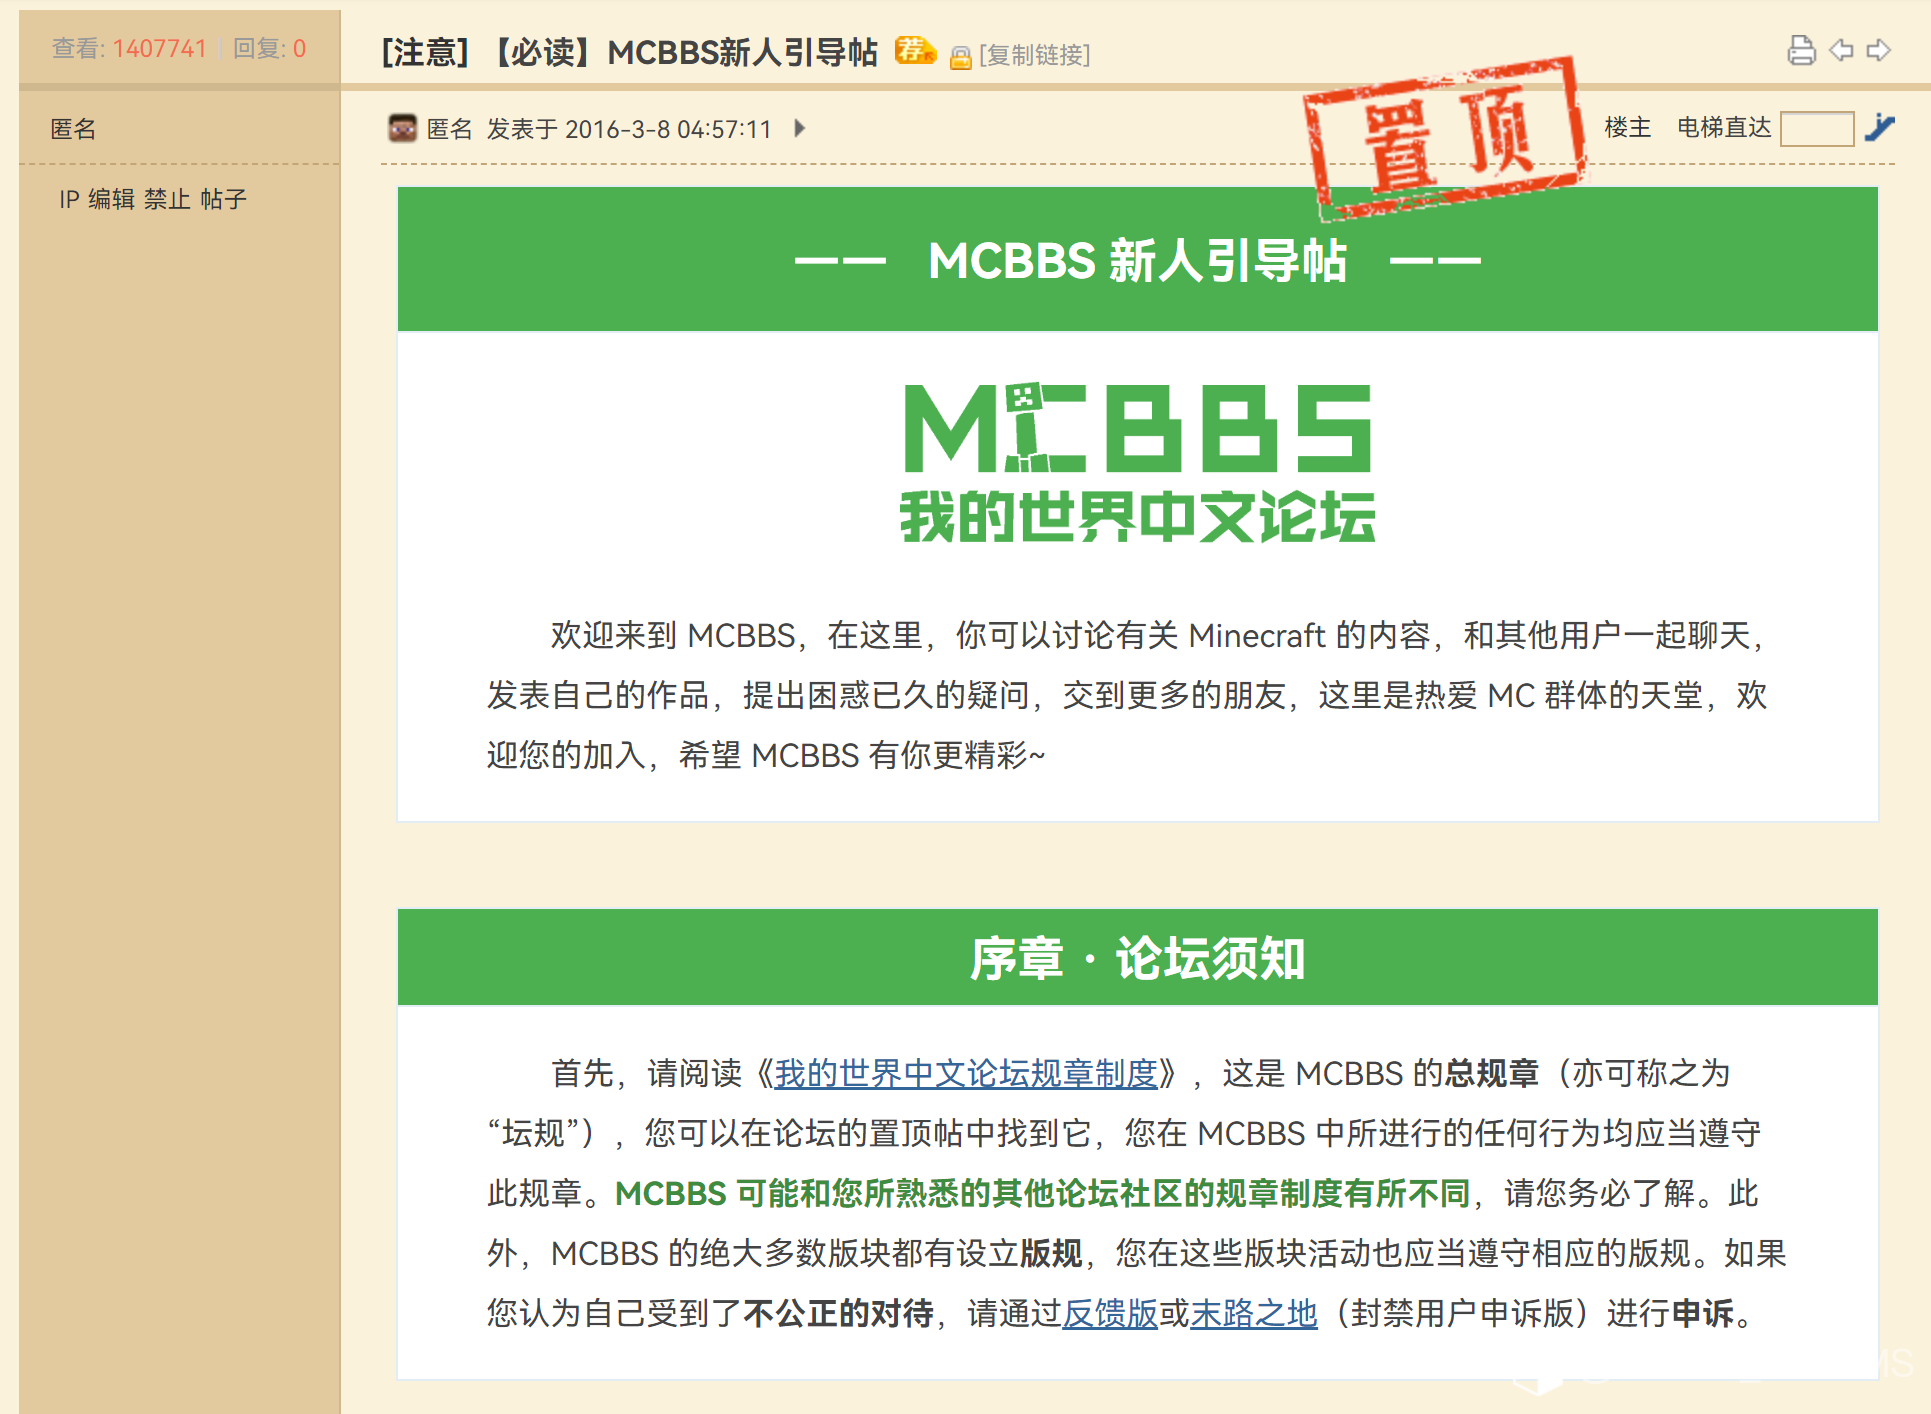 查看: 1407741 | 回复: 0
[注意] 【必读】MCBBS新人引导帖 荐 [复制链接]
匿名
匿名 发表于 2016-3-8 04:57:11
置顶
楼主 电梯直达
IP 编辑 禁止 帖子
—— MCBBS 新人引导帖 ——
MCBBS
我的世界中文论坛
欢迎来到 MCBBS，在这里，你可以讨论有关 Minecraft 的内容，和其他用户一起聊天，
发表自己的作品，提出困惑已久的疑问，交到更多的朋友，这里是热爱 MC 群体的天堂，欢
迎您的加入，希望 MCBBS 有你更精彩~
序章 · 论坛须知
首先，请阅读《我的世界中文论坛规章制度》，这是 MCBBS 的总规章（亦可称之为
“坛规”），您可以在论坛的置顶帖中找到它，您在 MCBBS 中所进行的任何行为均应当遵守
此规章。MCBBS 可能和您所熟悉的其他论坛社区的规章制度有所不同，请您务必了解。此
外，MCBBS 的绝大多数版块都有设立版规，您在这些版块活动也应当遵守相应的版规。如果
您认为自己受到了不公正的对待，请通过反馈版或末路之地（封禁用户申诉版）进行申诉。